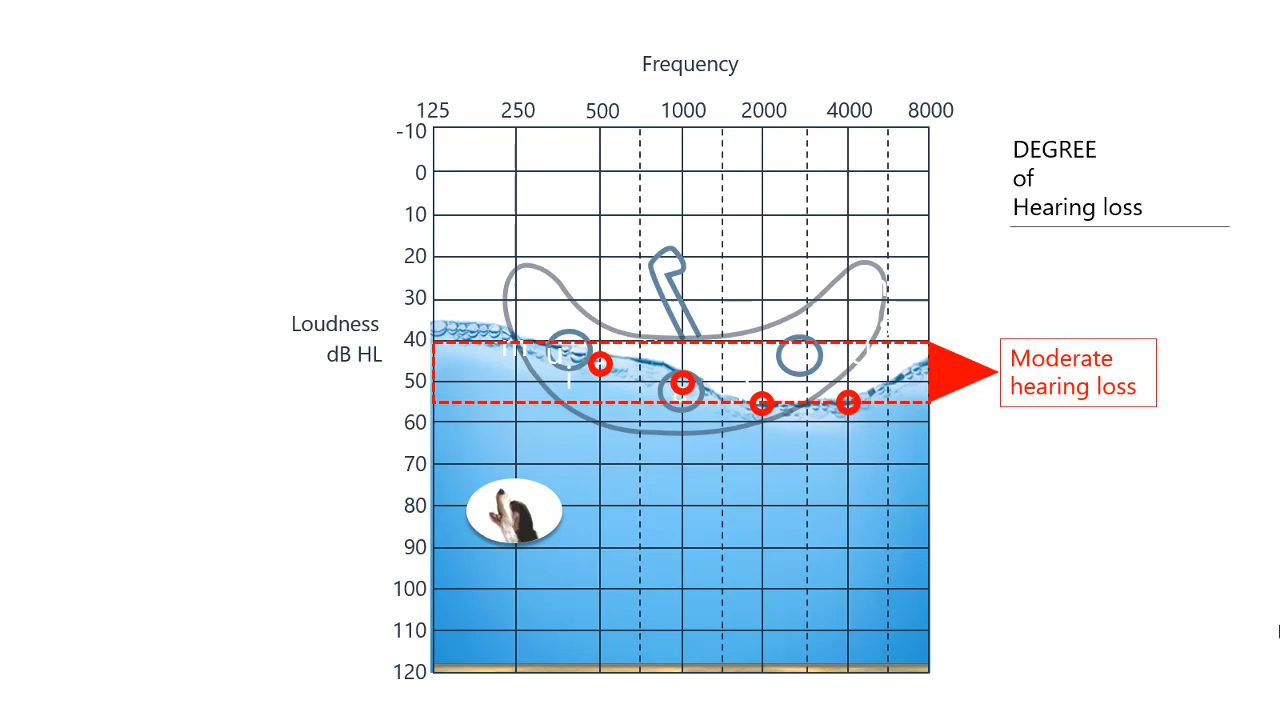 Frequency
125 250 500 1000 2000 4000 8000
-10
0
10
20
30
40
50
60
70
80
90
100
110
120
Loudness
dB HL
DEGREE
of
Hearing loss
Moderate
hearing loss
m u